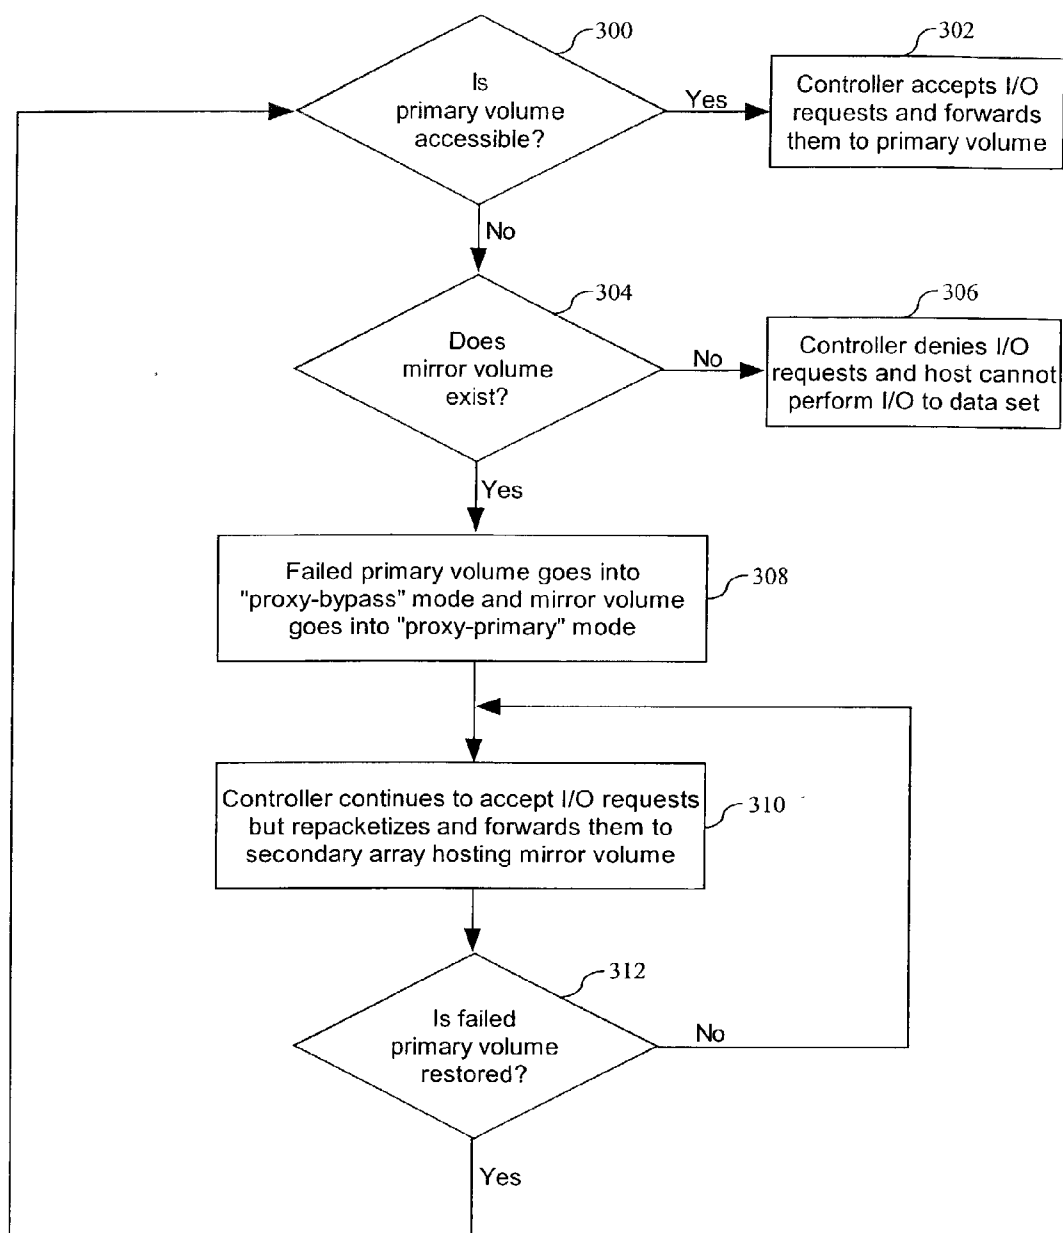 300
Is
primary volume
accessible?
Yes
302
Controller accepts I/O
requests and forwards
them to primary volume
No
304
Does
mirror volume
exist?
No
306
Controller denies I/O
requests and host cannot
perform I/O to data set
Yes
Failed primary volume goes into
"proxy-bypass" mode and mirror volume
goes into "proxy-primary" mode
308
Controller continues to accept I/O requests
but repacketizes and forwards them to
secondary array hosting mirror volume
310
312
Is failed
primary volume
restored?
No
Yes